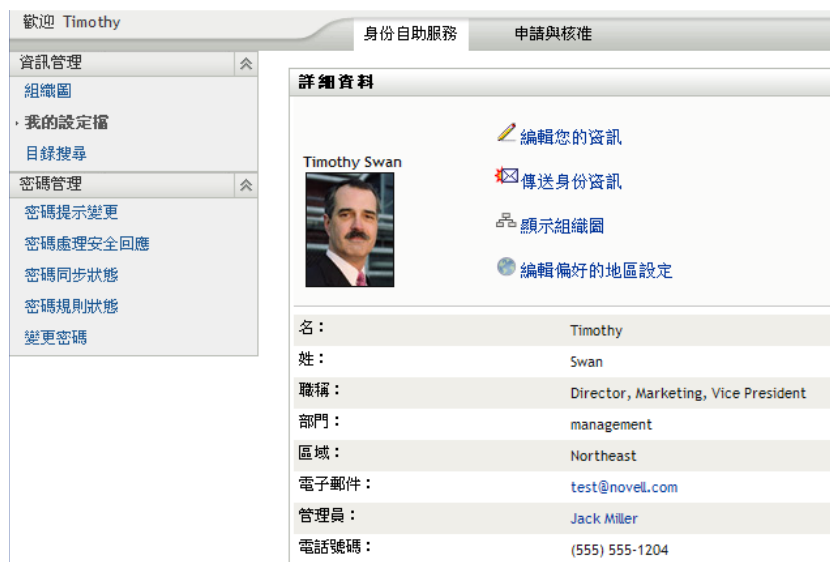 歡迎 Timothy
身份自助服務
申請與核准
資訊管理
組織圖
我的設定檔
目錄搜尋
密碼管理
密碼提示變更
密碼處理安全回應
密碼同步狀態
密碼規則狀態
變更密碼
詳細資料
Timothy Swan
編輯您的資訊
傳送身份資訊
顯示組織圖
編輯偏好的地區設定
名： Timothy
姓： Swan
職稱： Director, Marketing, Vice President
部門： management
區域： Northeast
電子郵件： test@novell.com
管理員： Jack Miller
電話號碼： (555) 555-1204